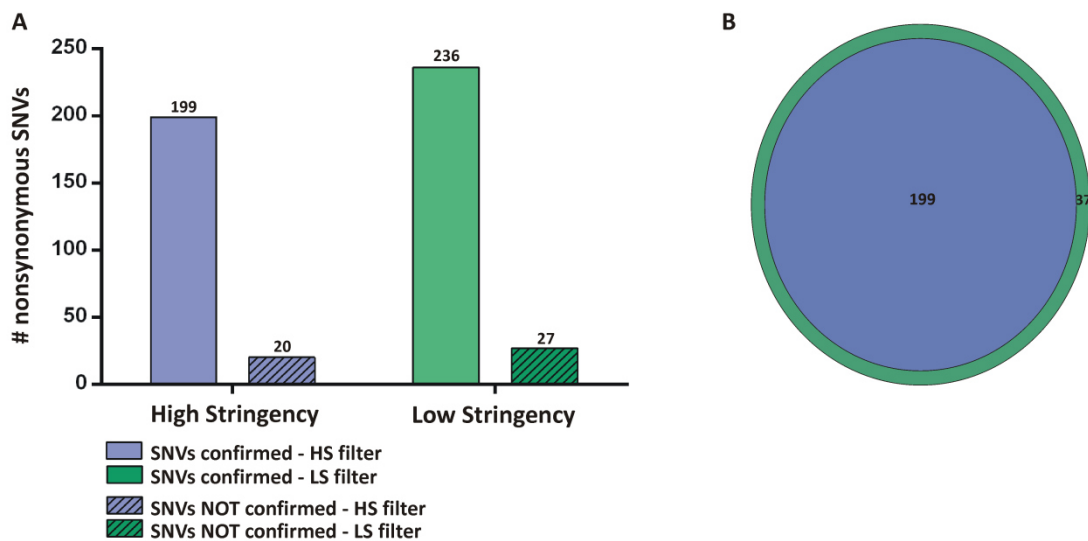 A
B
# nonsynonymous SNVs
250
200
150
100
50
0
199
20
236
27
High Stringency
Low Stringency
SNVs confirmed - HS filter
SNVs confirmed - LS filter
SNVs NOT confirmed - HS filter
SNVs NOT confirmed - LS filter
199
37